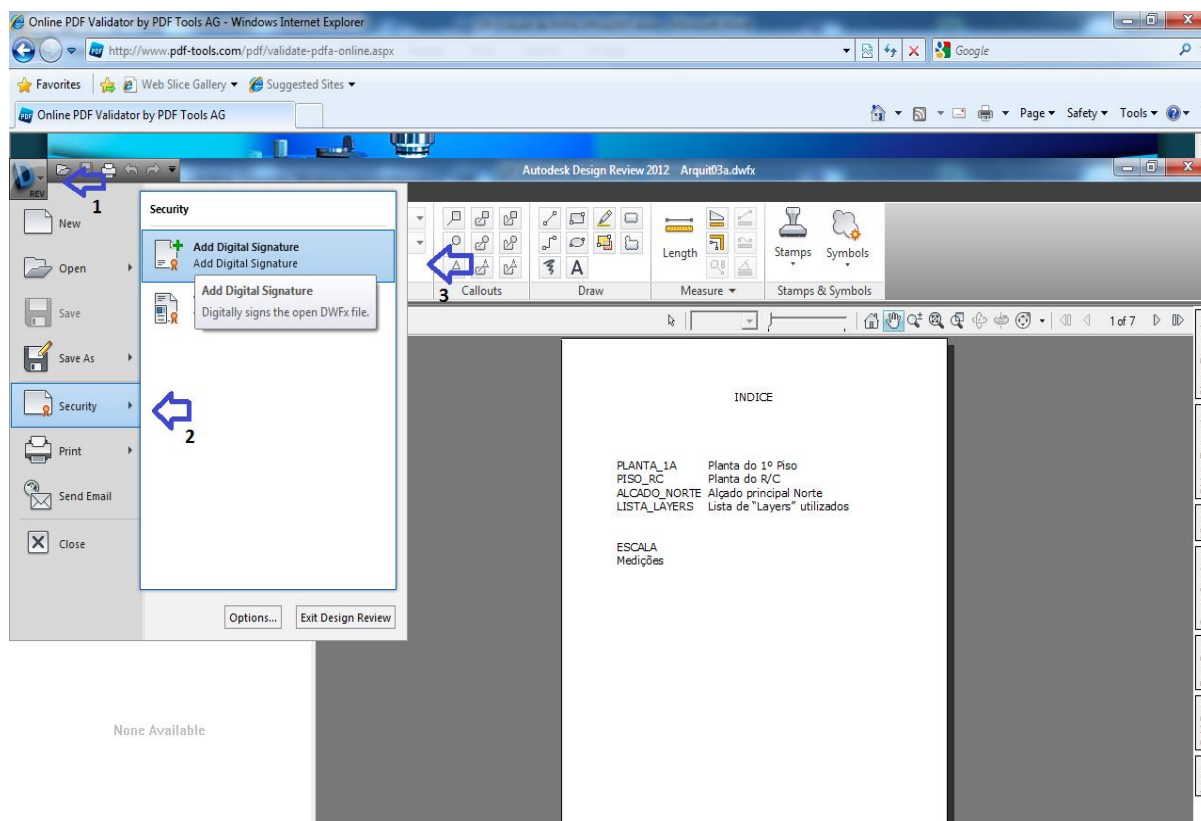 Online PDF Validator by PDF Tools AG - Windows Internet Explorer
http://www.pdf-tools.com/pdf/validate-pdfa-online.aspx
Google
Favorites Web Slice Gallery Suggested Sites
Online PDF Validator by PDF Tools AG
Page Safety Tools
Autodesk Design Review 2012 Arquit03a.dwfx
REV
1
New
Open
Save
Save As
Security
Print
Send Email
Close
Security
Add Digital Signature
Add Digital Signature
Add Digital Signature
Digitally signs the open DWFx file.
2
3
Options... Exit Design Review
Length
Stamps Symbols
Callouts Draw Measure Stamps & Symbols
1 of 7
INDICE
PLANTA_1A Planta do 1º Piso
PISO_RC Planta do R/C
ALCADO_NORTE Alçado principal Norte
LISTA_LAYERS Lista de "Layers" utilizados
ESCALA
Medições
None Available